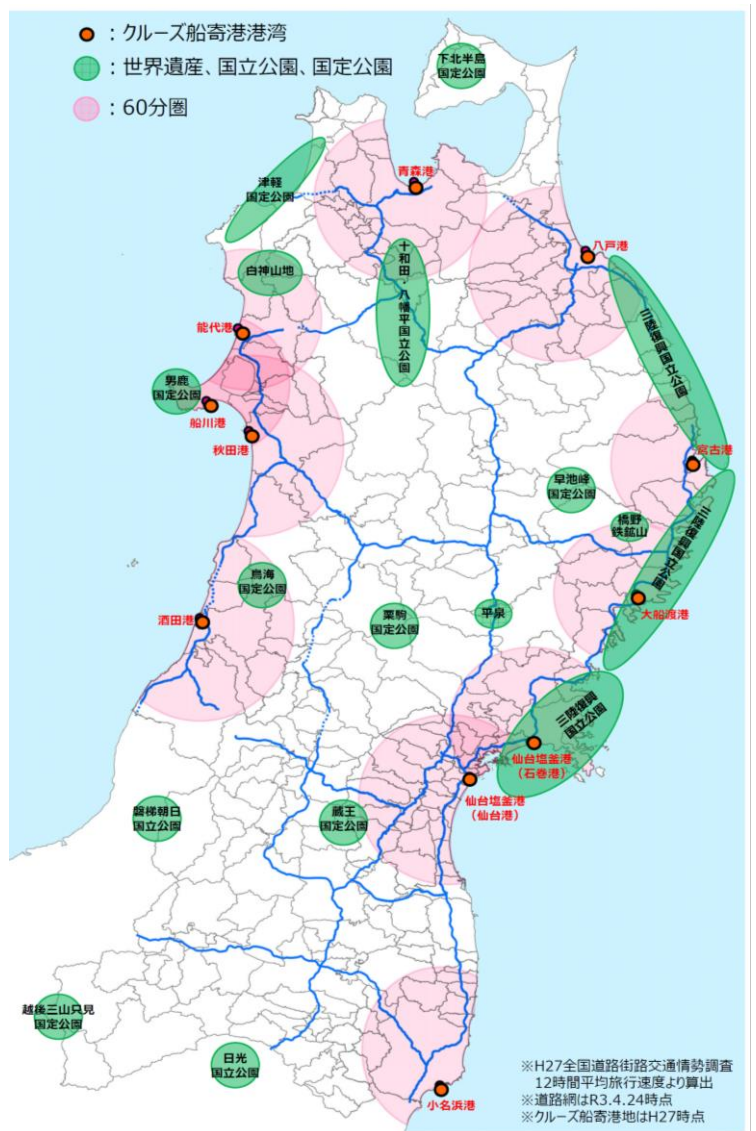 ：クルーズ船寄港港湾
：世界遺産、国立公園、国定公園
：60分圏
下北半島
国定公園
青森港
津軽
国定公園
八戸港
白神山地
十和田・八幡平国立公園
三陸復興国立公園
能代港
男鹿
国定公園
船川港
秋田港
宮古港
早池峰
国定公園
橋野
鉄鉱山
三陸復興国立公園
鳥海
国定公園
大船渡港
酒田港
栗駒
国定公園
平泉
三陸復興
国立公園
仙台塩釜港
（石巻港）
仙台塩釜港
（仙台港）
磐梯朝日
国立公園
蔵王
国定公園
越後三山只見
国定公園
日光
国立公園
小名浜港
※H27全国道路街路交通情勢調査
12時間平均旅行速度より算出
※道路網はR3.4.24時点
※クルーズ船寄港地はH27時点